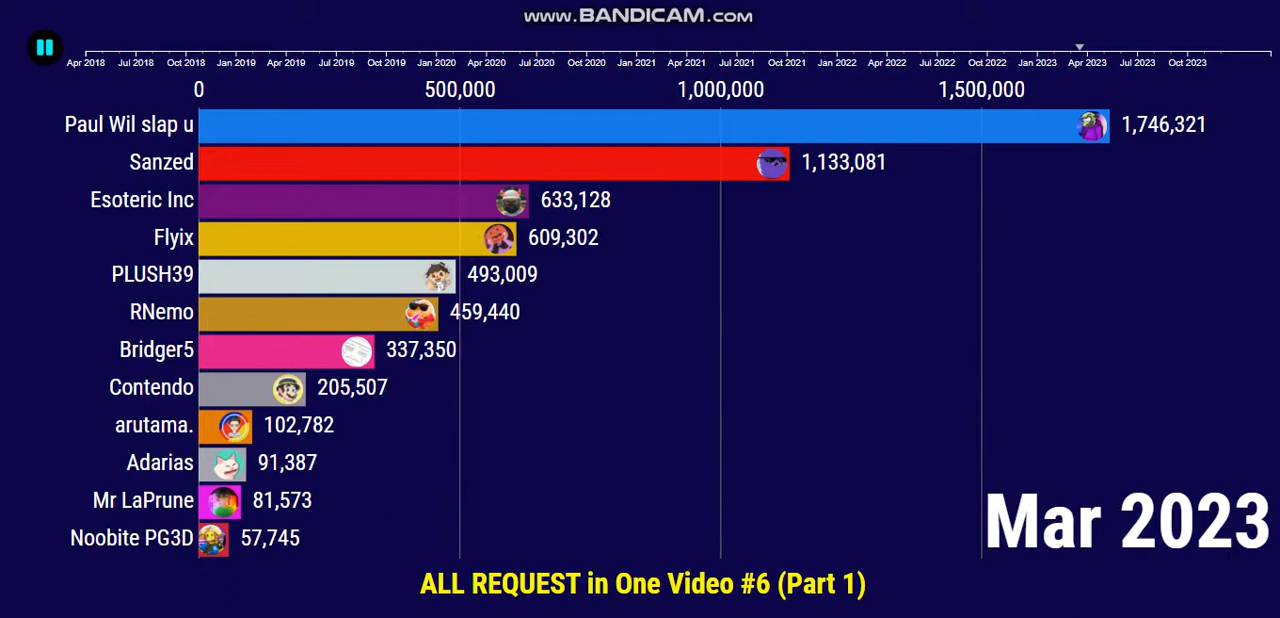 www.BANDICAM.com
Apr 2018 Jul 2018 Oct 2018 Jan 2019 Apr 2019 Jul 2019 Oct 2019 Jan 2020 Apr 2020 Jul 2020 Oct 2020 Jan 2021 Apr 2021 Jul 2021 Oct 2021 Jan 2022 Apr 2022 Jul 2022 Oct 2022 Jan 2023 Apr 2023 Jul 2023 Oct 2023
0 500,000 1,000,000 1,500,000
Paul Wil slap u 1,746,321
Sanzed 1,133,081
Esoteric Inc 633,128
Flyix 609,302
PLUSH39 493,009
RNemo 459,440
Bridger5 337,350
Contendo 205,507
arutama. 102,782
Adarias 91,387
Mr LaPrune 81,573
Noobite PG3D 57,745
Mar 2023
ALL REQUEST in One Video #6 (Part 1)